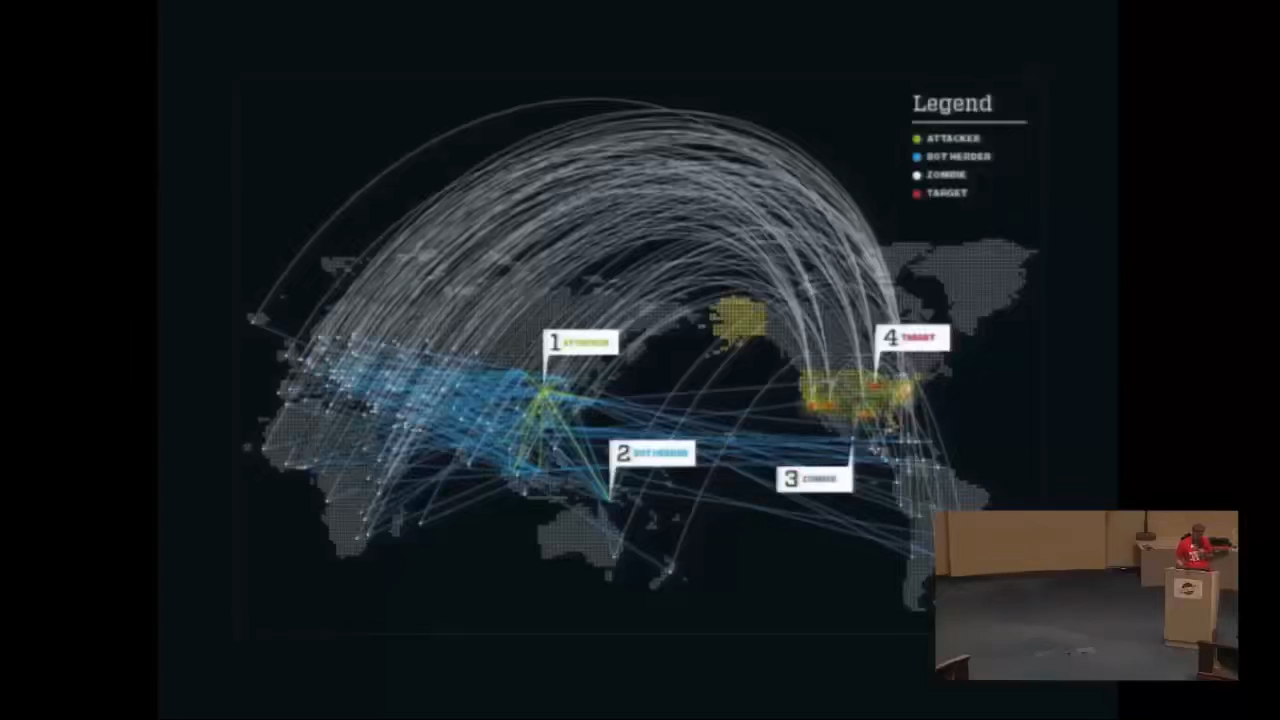 Legend
ATTACKER
BOT HERDER
ZOMBIE
TARGET
1 ATTACKER
4 TARGET
2 BOT HERDER
3 ZOMBIE